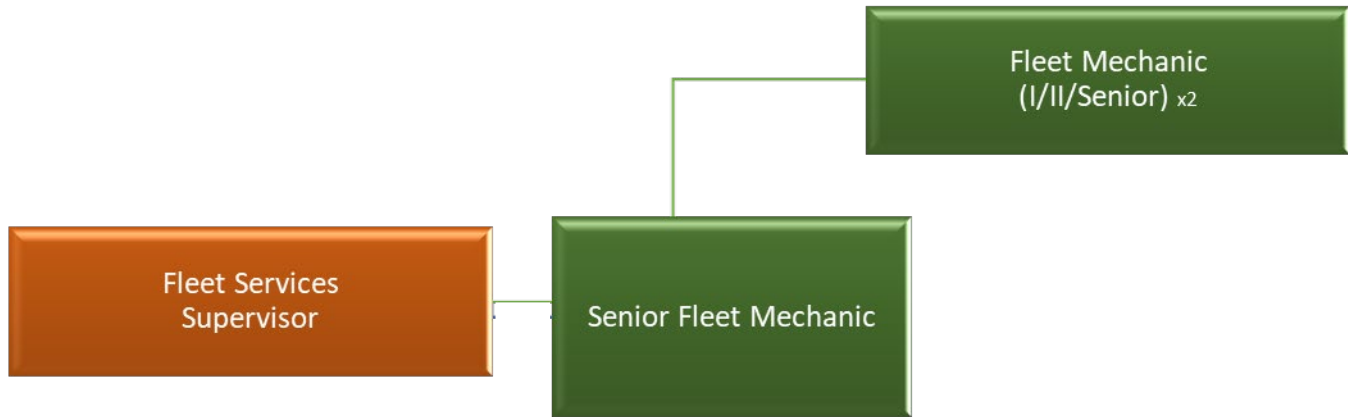 Fleet Mechanic
(I/II/Senior) x2
Fleet Services
Supervisor
Senior Fleet Mechanic